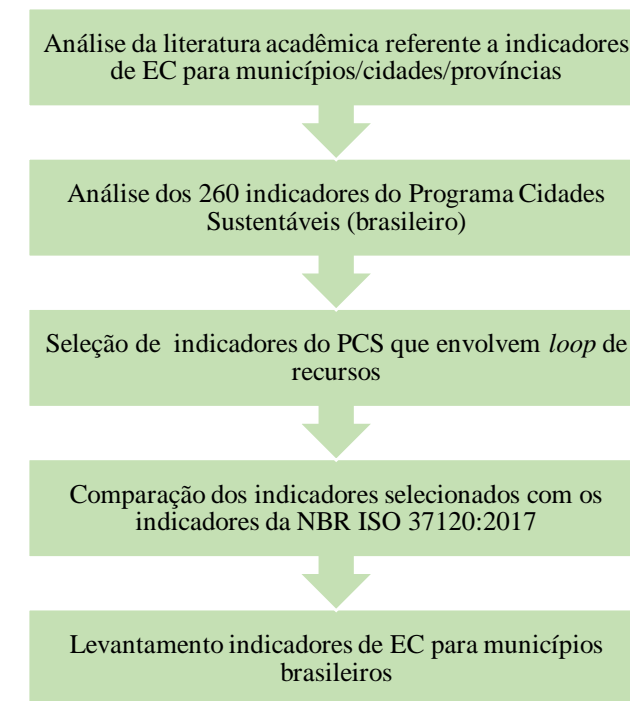 Análise da literatura acadêmica referente a indicadores
de EC para municípios/cidades/províncias
Análise dos 260 indicadores do Programa Cidades
Sustentáveis (brasileiro)
Seleção de indicadores do PCS que envolvem loop de
recursos
Comparação dos indicadores selecionados com os
indicadores da NBR ISO 37120:2017
Levantamento indicadores de EC para municípios
brasileiros